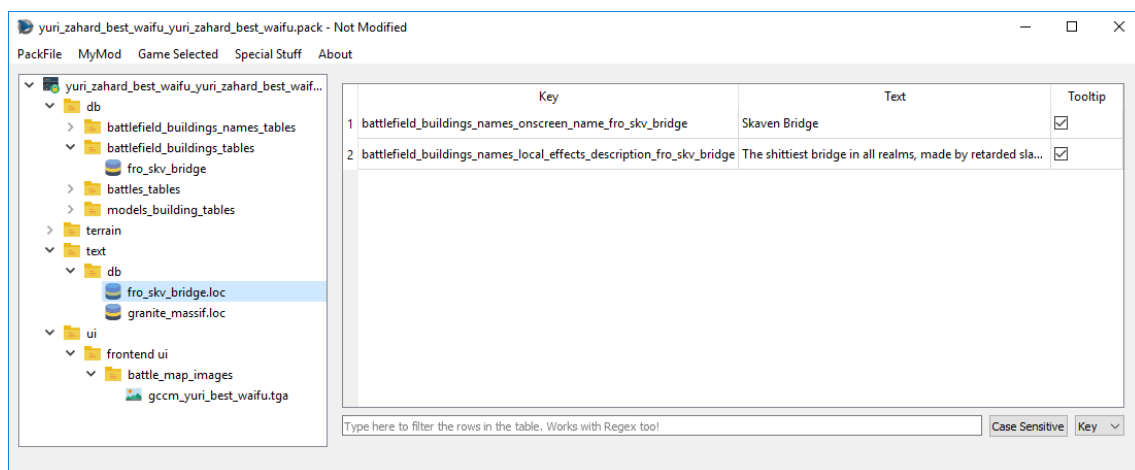 yuri_zahard_best_waifu_yuri_zahard_best_waifu.pack - Not Modified
PackFile MyMod Game Selected Special Stuff About
yuri_zahard_best_waifu_yuri_zahard_best_waif...
db
battlefield_buildings_names_tables
battlefield_buildings_tables
fro_skv_bridge
battles_tables
models_building_tables
terrain
text
db
fro_skv_bridge.loc
granite_massif.loc
ui
frontend ui
battle_map_images
gccm_yuri_best_waifu.tga
Key Text Tooltip
1 battlefield_buildings_names_onscreen_name_fro_skv_bridge Skaven Bridge
2 battlefield_buildings_names_local_effects_description_fro_skv_bridge The shittiest bridge in all realms, made by retarded sla...
Type here to filter the rows in the table. Works with Regex too! Case Sensitive Key